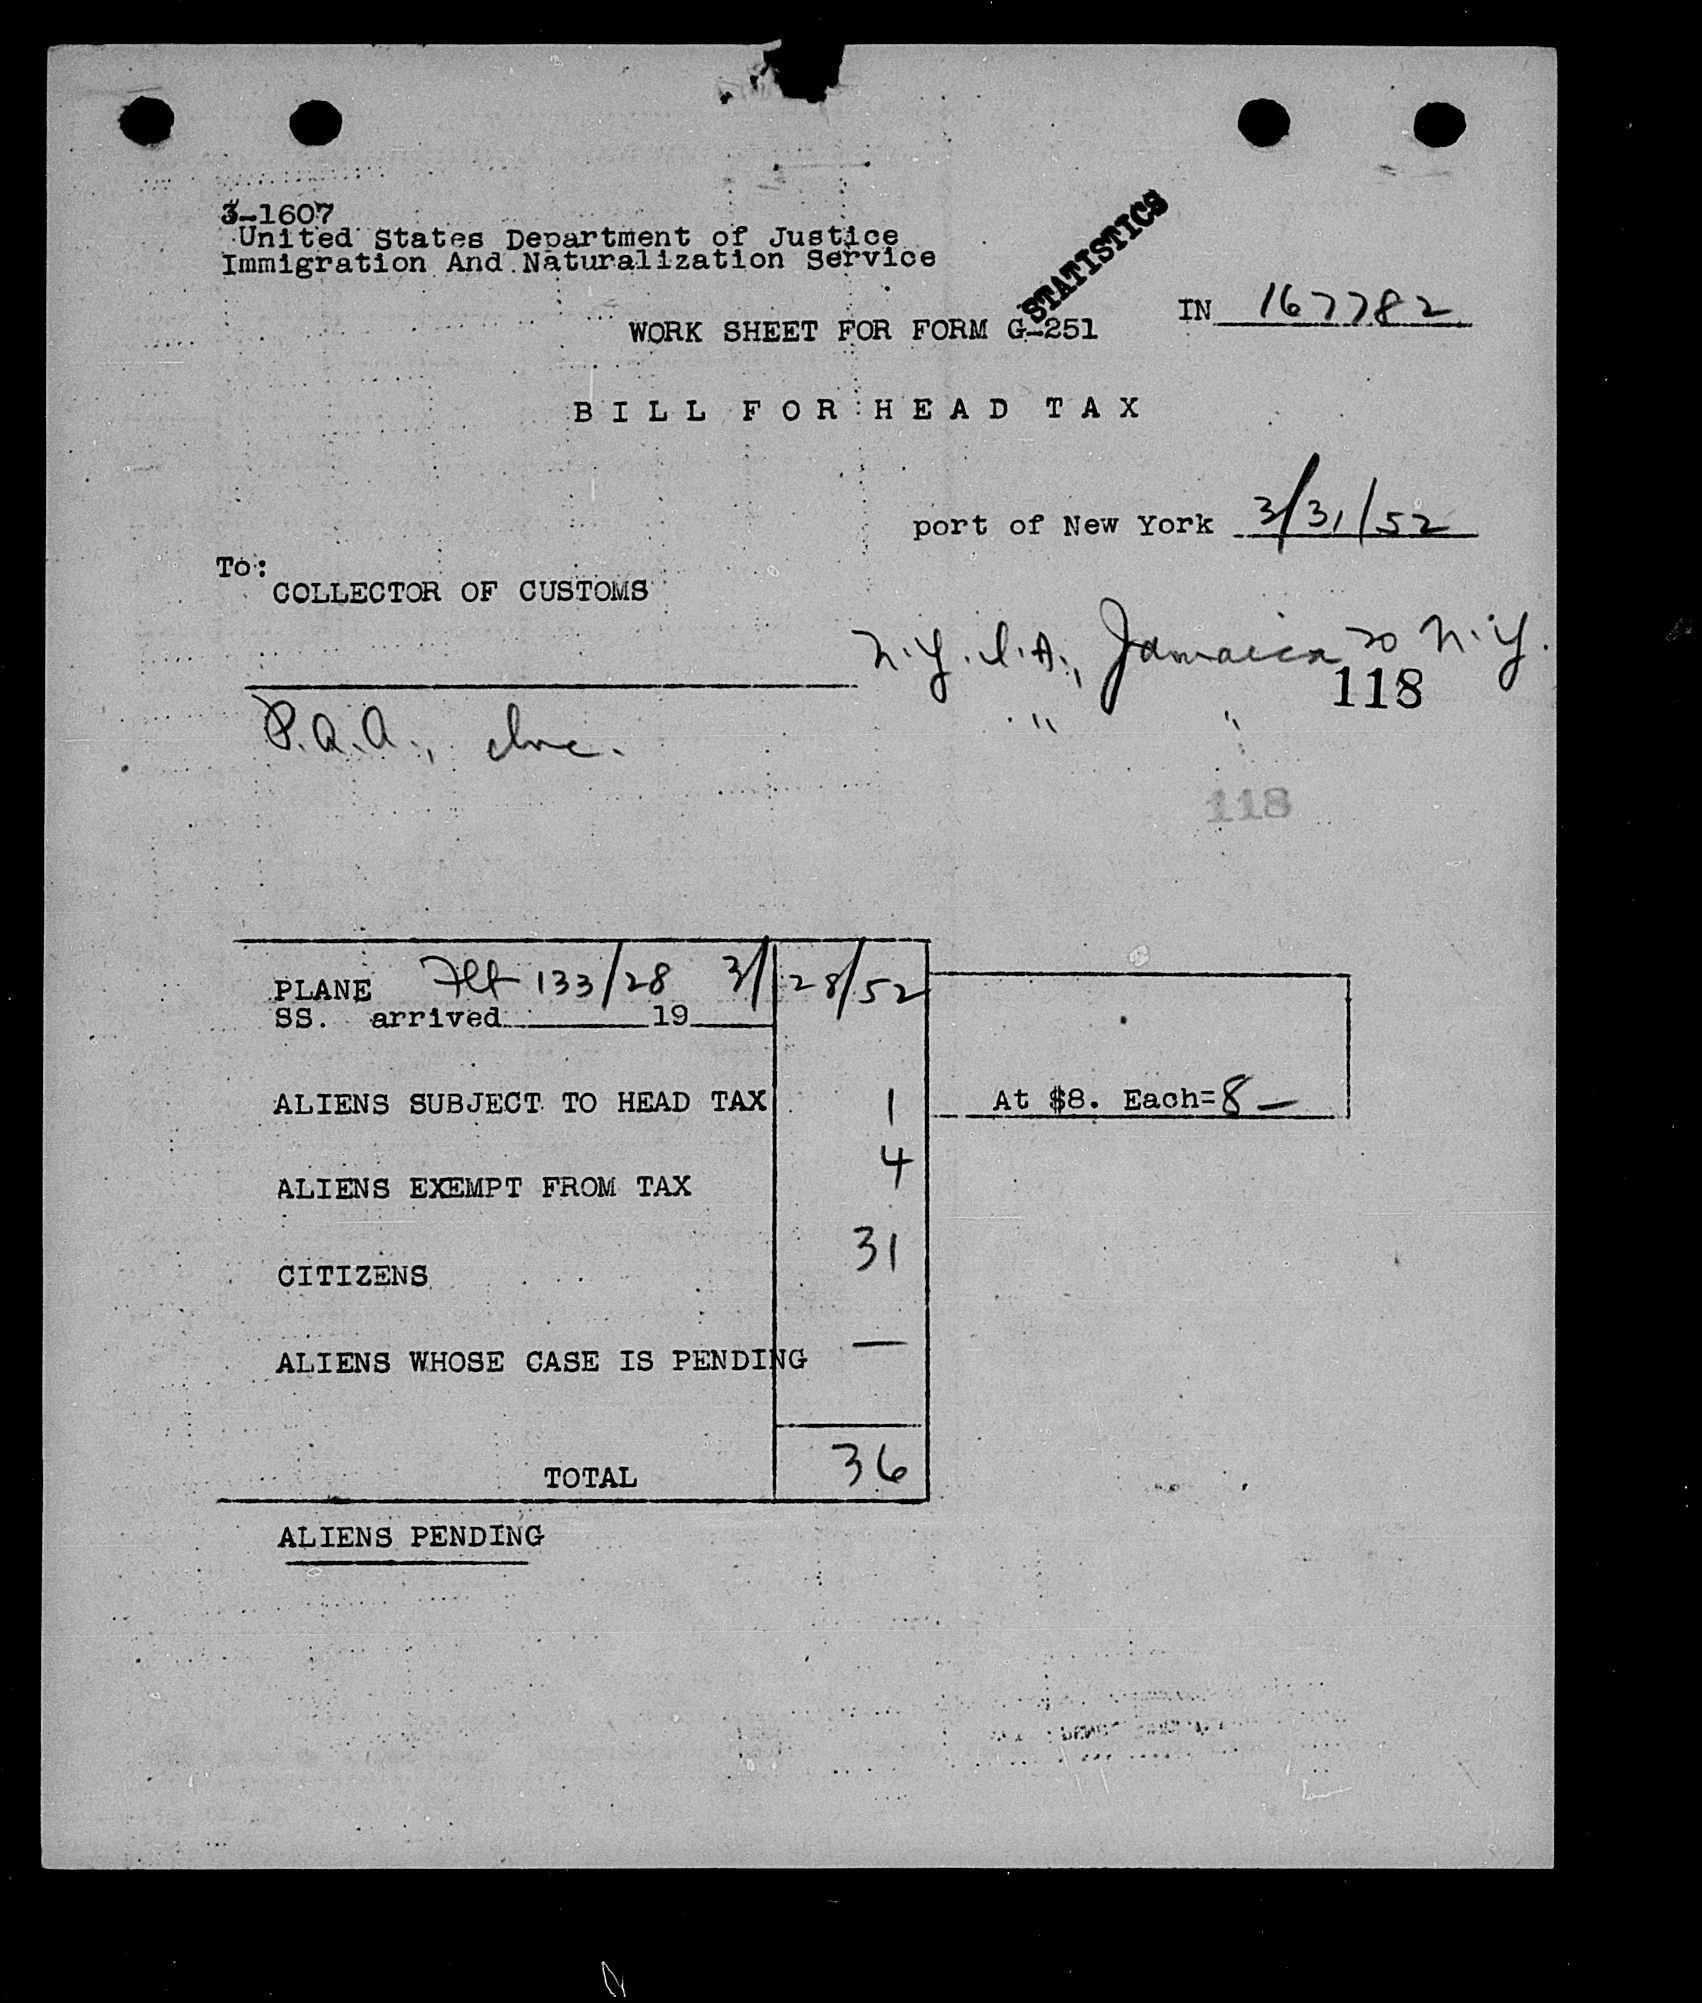 3-1607
United States Department of Justice
Immigration And Naturalization Service
STATISTICS
IN 167782
WORK SHEET FOR FORM G-251
BILL FOR HEAD TAX
port of New York 3/31/52
To:
COLLECTOR OF CUSTOMS
N.Y.I.A., Jamaica 20 N.Y.
118
P.A.A., Inc. " "
118
PLANE Flt 133/28 3/28/52
SS. arrived 19
ALIENS SUBJECT TO HEAD TAX 1 At $8. Each=8 —
ALIENS EXEMPT FROM TAX 4
CITIZENS 31
ALIENS WHOSE CASE IS PENDING —
TOTAL 36
ALIENS PENDING